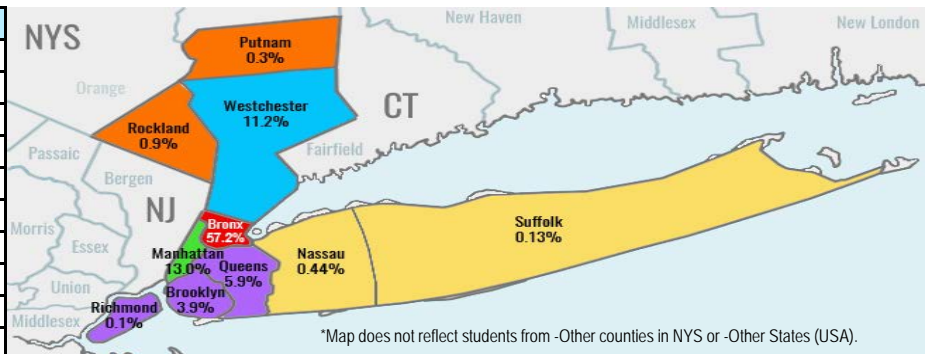 New Haven
Middlesex
New London
NYS
Putnam
0.3%
Orange
Westchester
11.2%
CT
Rockland
0.9%
Fairfield
Passaic
Bergen
NJ
Morris
Essex
Bronx
57.2%
Suffolk
0.13%
Manhattan
13.0%
Queens
5.9%
Nassau
0.44%
Union
Brooklyn
3.9%
Richmond
0.1%
Middlesex
*Map does not reflect students from -Other counties in NYS or -Other States (USA).